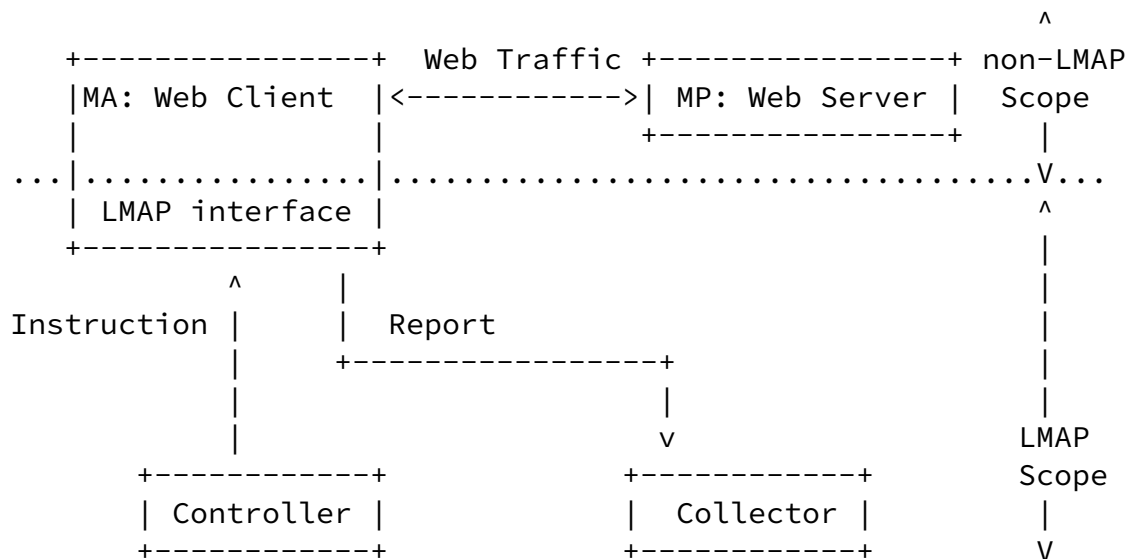 ^
   +----------------+  Web Traffic +----------------+ non-LMAP
   |MA: Web Client  |<------------>| MP: Web Server |  Scope
   |                |              +----------------+    |
...|................|....................................V...
   | LMAP interface |                                    ^
   +----------------+                                    |
            ^     |                                      |
Instruction |     |  Report                              |
            |     +-----------------+                    |
            |                       |                    |
            |                       v                   LMAP
       +------------+             +------------+        Scope
       | Controller |             |  Collector |         |
       +------------+             +------------+         V